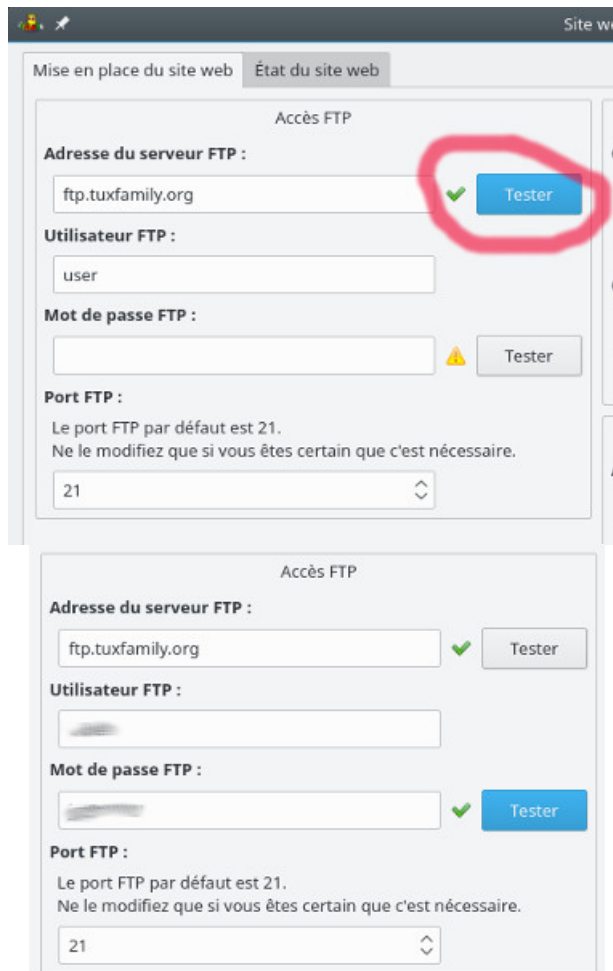 Site we
Mise en place du site web
État du site web
Accès FTP
Adresse du serveur FTP :
ftp.tuxfamily.org
Tester
Utilisateur FTP :
user
Mot de passe FTP :
Tester
Port FTP :
Le port FTP par défaut est 21.
Ne le modifiez que si vous êtes certain que c'est nécessaire.
21
Accès FTP
Adresse du serveur FTP :
ftp.tuxfamily.org
Tester
Utilisateur FTP :
Mot de passe FTP :
Tester
Port FTP :
Le port FTP par défaut est 21.
Ne le modifiez que si vous êtes certain que c'est nécessaire.
21